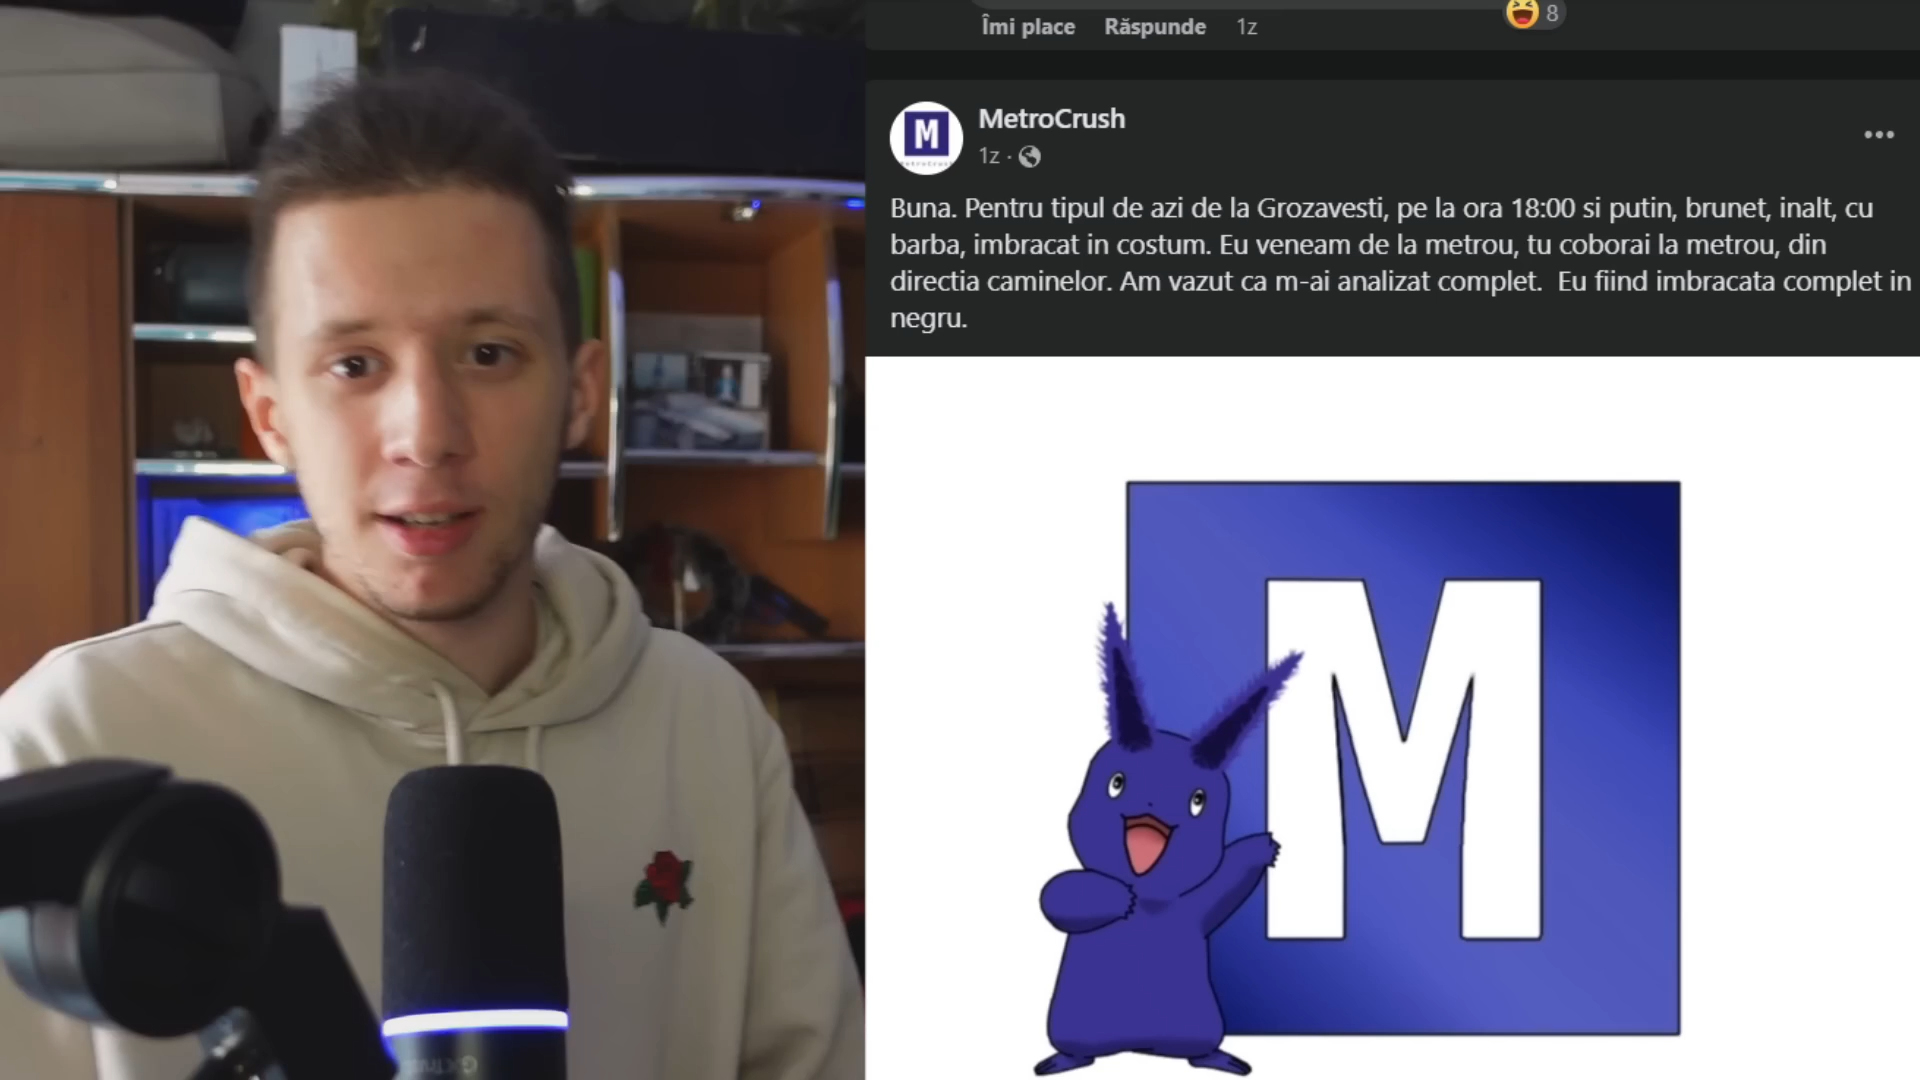 Îmi place Răspunde 1z 8
M
MetroCrush
1z ·
Buna. Pentru tipul de azi de la Grozavesti, pe la ora 18:00 si putin, brunet, inalt, cu
barba, imbracat in costum. Eu veneam de la metrou, tu coborai la metrou, din
directia caminelor. Am vazut ca m-ai analizat complet. Eu fiind imbracata complet in
negru.
M